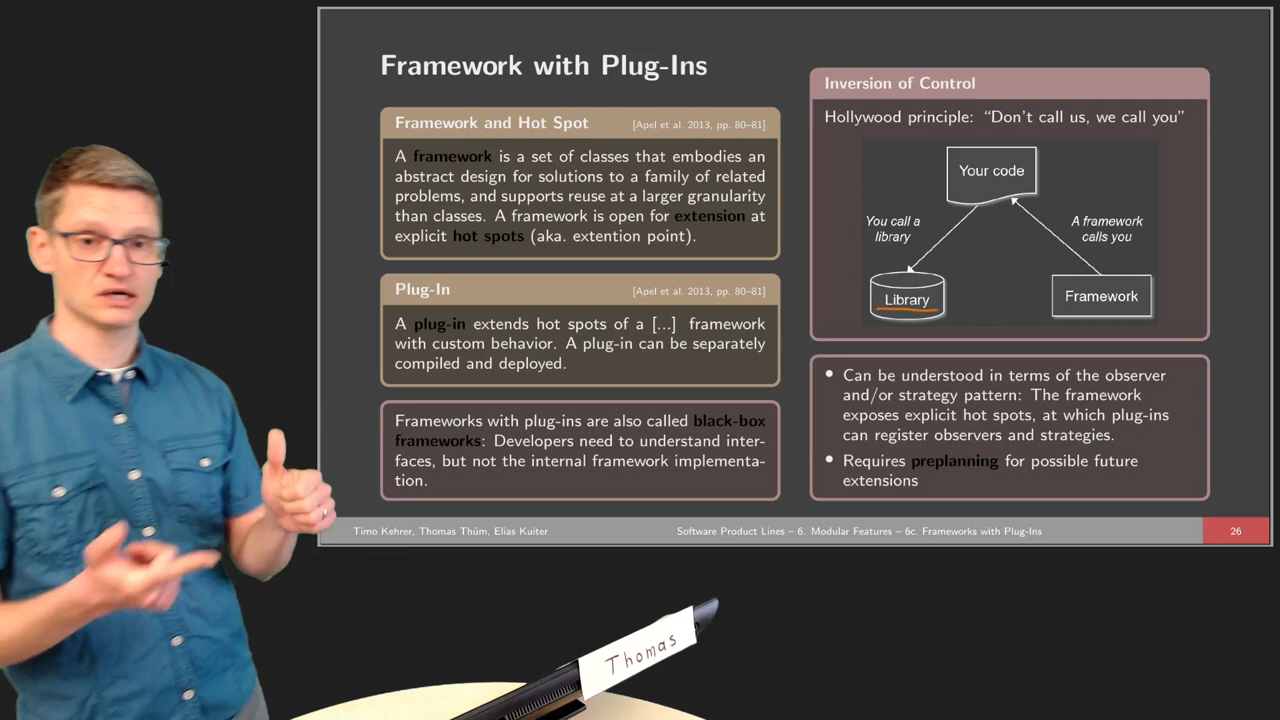 Framework with Plug-Ins
Framework and Hot Spot [Apel et al. 2013, pp. 80–81]
A framework is a set of classes that embodies an
abstract design for solutions to a family of related
problems, and supports reuse at a larger granularity
than classes. A framework is open for extension at
explicit hot spots (aka. extention point).
Plug-In [Apel et al. 2013, pp. 80–81]
A plug-in extends hot spots of a [...] framework
with custom behavior. A plug-in can be separately
compiled and deployed.
Frameworks with plug-ins are also called black-box
frameworks: Developers need to understand inter-
faces, but not the internal framework implementa-
tion.
Inversion of Control
Hollywood principle: “Don’t call us, we call you”
Your code
You call a
library
A framework
calls you
Library
Framework
• Can be understood in terms of the observer
and/or strategy pattern: The framework
exposes explicit hot spots, at which plug-ins
can register observers and strategies.
• Requires preplanning for possible future
extensions
Timo Kehrer, Thomas Thüm, Elias Kuiter
Software Product Lines – 6. Modular Features – 6c. Frameworks with Plug-Ins
26
Thomas